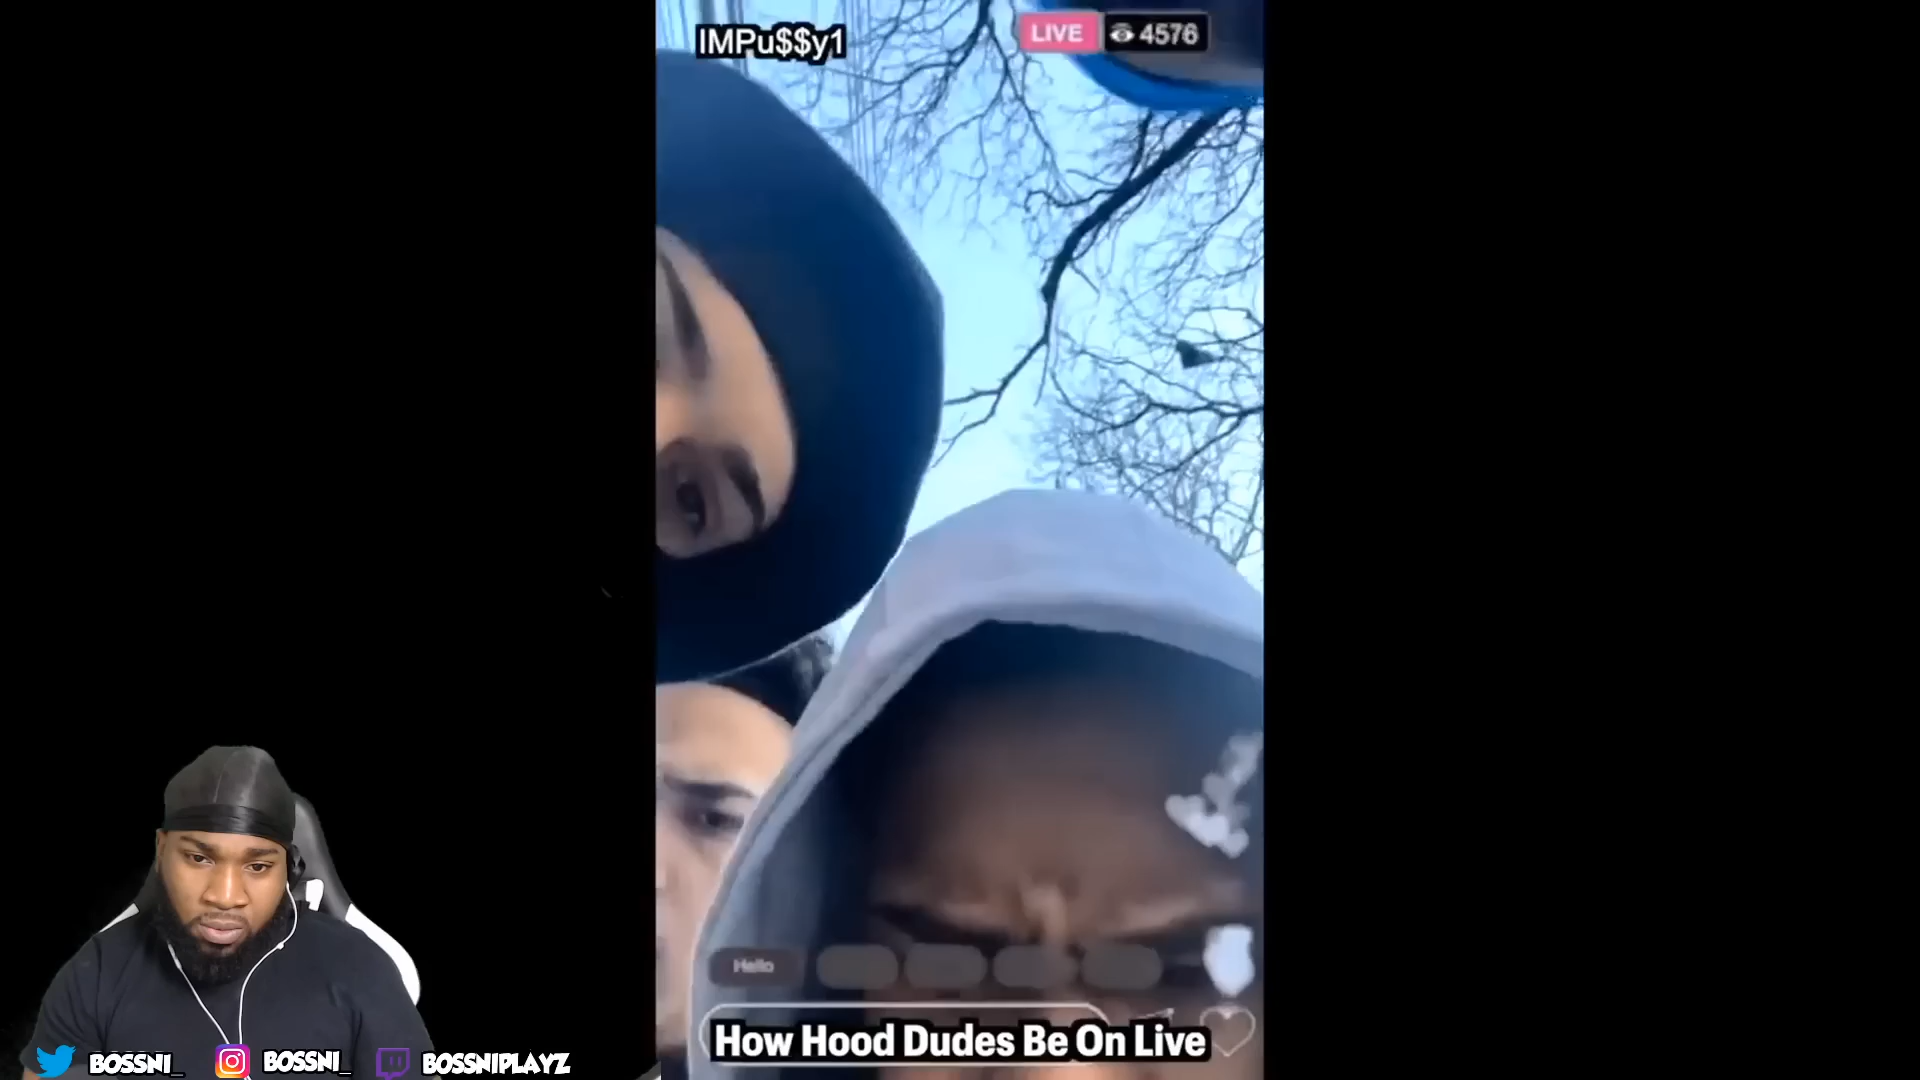 IMPu$$y1
LIVE 4576
Hello
How Hood Dudes Be On Live
BOSSNI_ BOSSNI_ BOSSNIPLAYZ